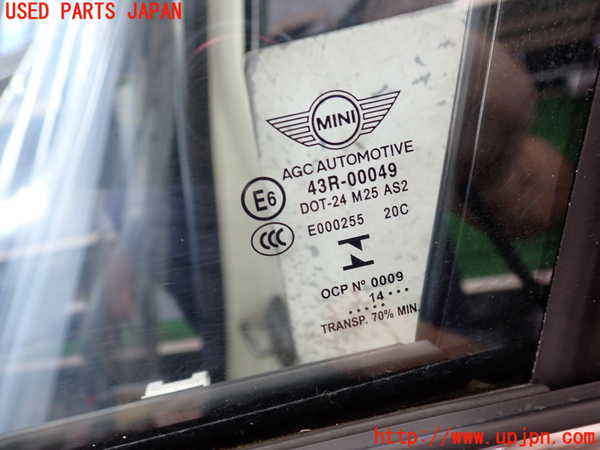 USED PARTS JAPAN
MINI
AGC AUTOMOTIVE
43R-00049
E6
DOT-24 M25 AS2
E000255 20C
CCC
OCP Nº 0009
14...
.....
TRANSP. 70% MIN.
http://www.upjpn.com/